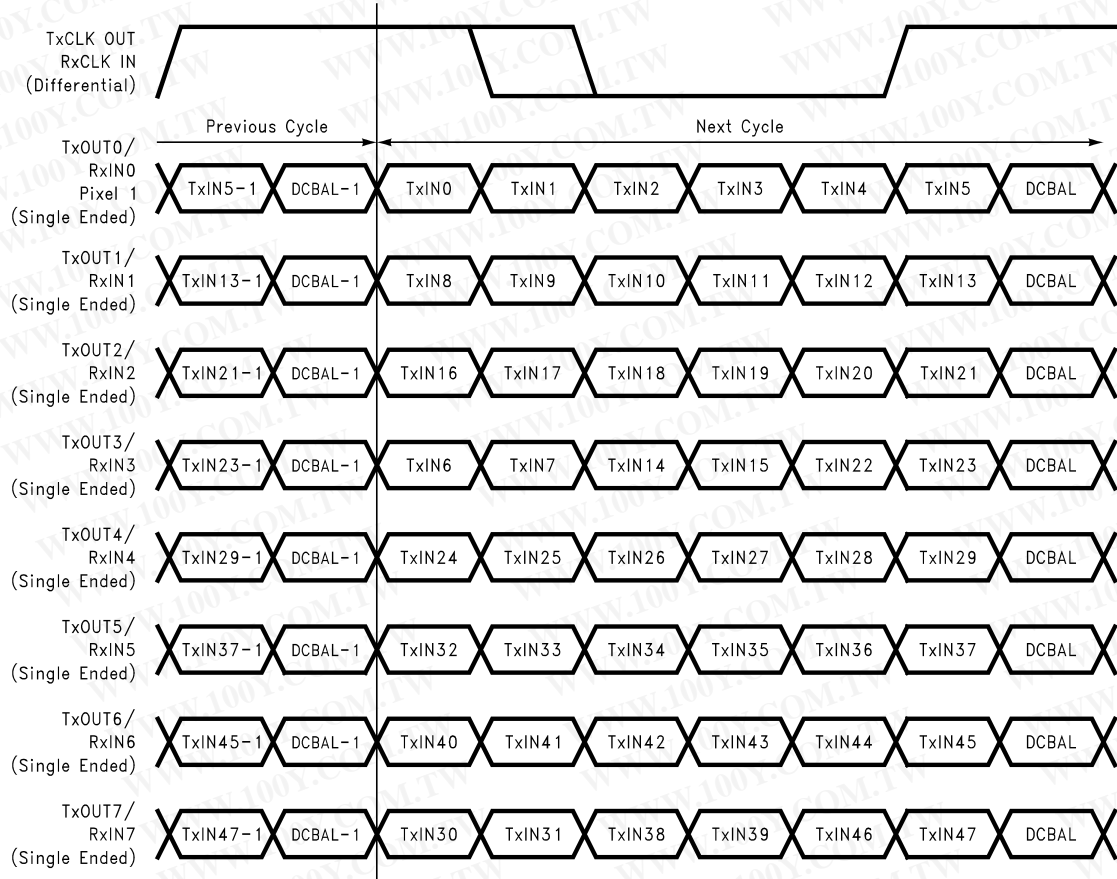 TxCLK OUT
RxCLK IN
(Differential)
Previous Cycle
Next Cycle
TxOUT0/
RxIN0
Pixel 1
(Single Ended)
TxIN5-1 DCBAL-1 TxIN0 TxIN1 TxIN2 TxIN3 TxIN4 TxIN5 DCBAL
TxOUT1/
RxIN1
(Single Ended)
TxIN13-1 DCBAL-1 TxIN8 TxIN9 TxIN10 TxIN11 TxIN12 TxIN13 DCBAL
TxOUT2/
RxIN2
(Single Ended)
TxIN21-1 DCBAL-1 TxIN16 TxIN17 TxIN18 TxIN19 TxIN20 TxIN21 DCBAL
TxOUT3/
RxIN3
(Single Ended)
TxIN23-1 DCBAL-1 TxIN6 TxIN7 TxIN14 TxIN15 TxIN22 TxIN23 DCBAL
TxOUT4/
RxIN4
(Single Ended)
TxIN29-1 DCBAL-1 TxIN24 TxIN25 TxIN26 TxIN27 TxIN28 TxIN29 DCBAL
TxOUT5/
RxIN5
(Single Ended)
TxIN37-1 DCBAL-1 TxIN32 TxIN33 TxIN34 TxIN35 TxIN36 TxIN37 DCBAL
TxOUT6/
RxIN6
(Single Ended)
TxIN45-1 DCBAL-1 TxIN40 TxIN41 TxIN42 TxIN43 TxIN44 TxIN45 DCBAL
TxOUT7/
RxIN7
(Single Ended)
TxIN47-1 DCBAL-1 TxIN30 TxIN31 TxIN38 TxIN39 TxIN46 TxIN47 DCBAL
WWW.100Y.COM.TW